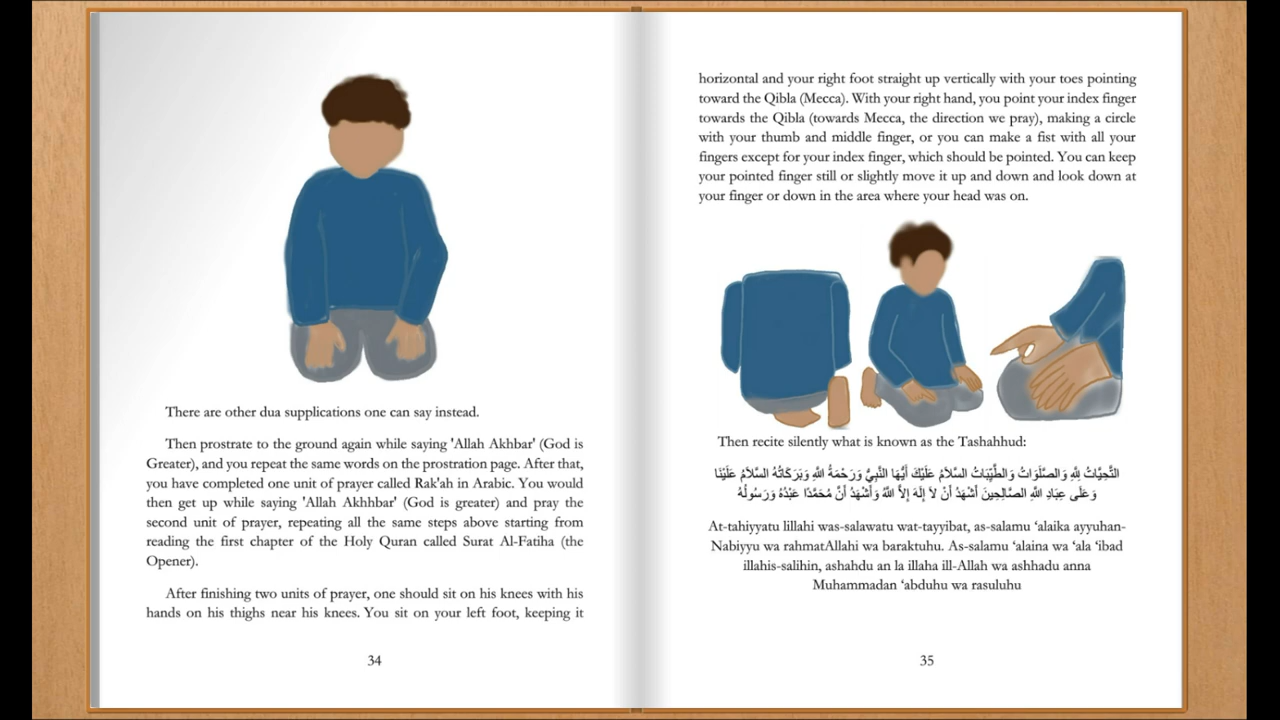 There are other dua supplications one can say instead.
Then prostrate to the ground again while saying 'Allah Akhbar' (God is
Greater), and you repeat the same words on the prostration page. After that,
you have completed one unit of prayer called Rak'ah in Arabic. You would
then get up while saying 'Allah Akhhbar' (God is greater) and pray the
second unit of prayer, repeating all the same steps above starting from
reading the first chapter of the Holy Quran called Surat Al-Fatiha (the
Opener).
After finishing two units of prayer, one should sit on his knees with his
hands on his thighs near his knees. You sit on your left foot, keeping it
34
horizontal and your right foot straight up vertically with your toes pointing
toward the Qibla (Mecca). With your right hand, you point your index finger
towards the Qibla (towards Mecca, the direction we pray), making a circle
with your thumb and middle finger, or you can make a fist with all your
fingers except for your index finger, which should be pointed. You can keep
your pointed finger still or slightly move it up and down and look down at
your finger or down in the area where your head was on.
Then recite silently what is known as the Tashahhud:
التَّحِيَّاتُ لِلَّهِ وَالصَّلَوَاتُ وَالطَّيِّبَاتُ السَّلاَمُ عَلَيْكَ أَيُّهَا النَّبِيُّ وَرَحْمَةُ اللَّهِ وَبَرَكَاتُهُ السَّلاَمُ عَلَيْنَا
وَعَلَى عِبَادِ اللَّهِ الصَّالِحِينَ أَشْهَدُ أَنْ لاَ إِلَهَ إِلاَّ اللَّهُ وَأَشْهَدُ أَنَّ مُحَمَّدًا عَبْدُهُ وَرَسُولُهُ
At-tahiyyatu lillahi was-salawatu wat-tayyibat, as-salamu ‘alaika ayyuhan-
Nabiyyu wa rahmatAllahi wa baraktuhu. As-salamu ‘alaina wa ‘ala ‘ibad
illahis-salihin, ashahdu an la illaha ill-Allah wa ashhadu anna
Muhammadan ‘abduhu wa rasuluhu
35